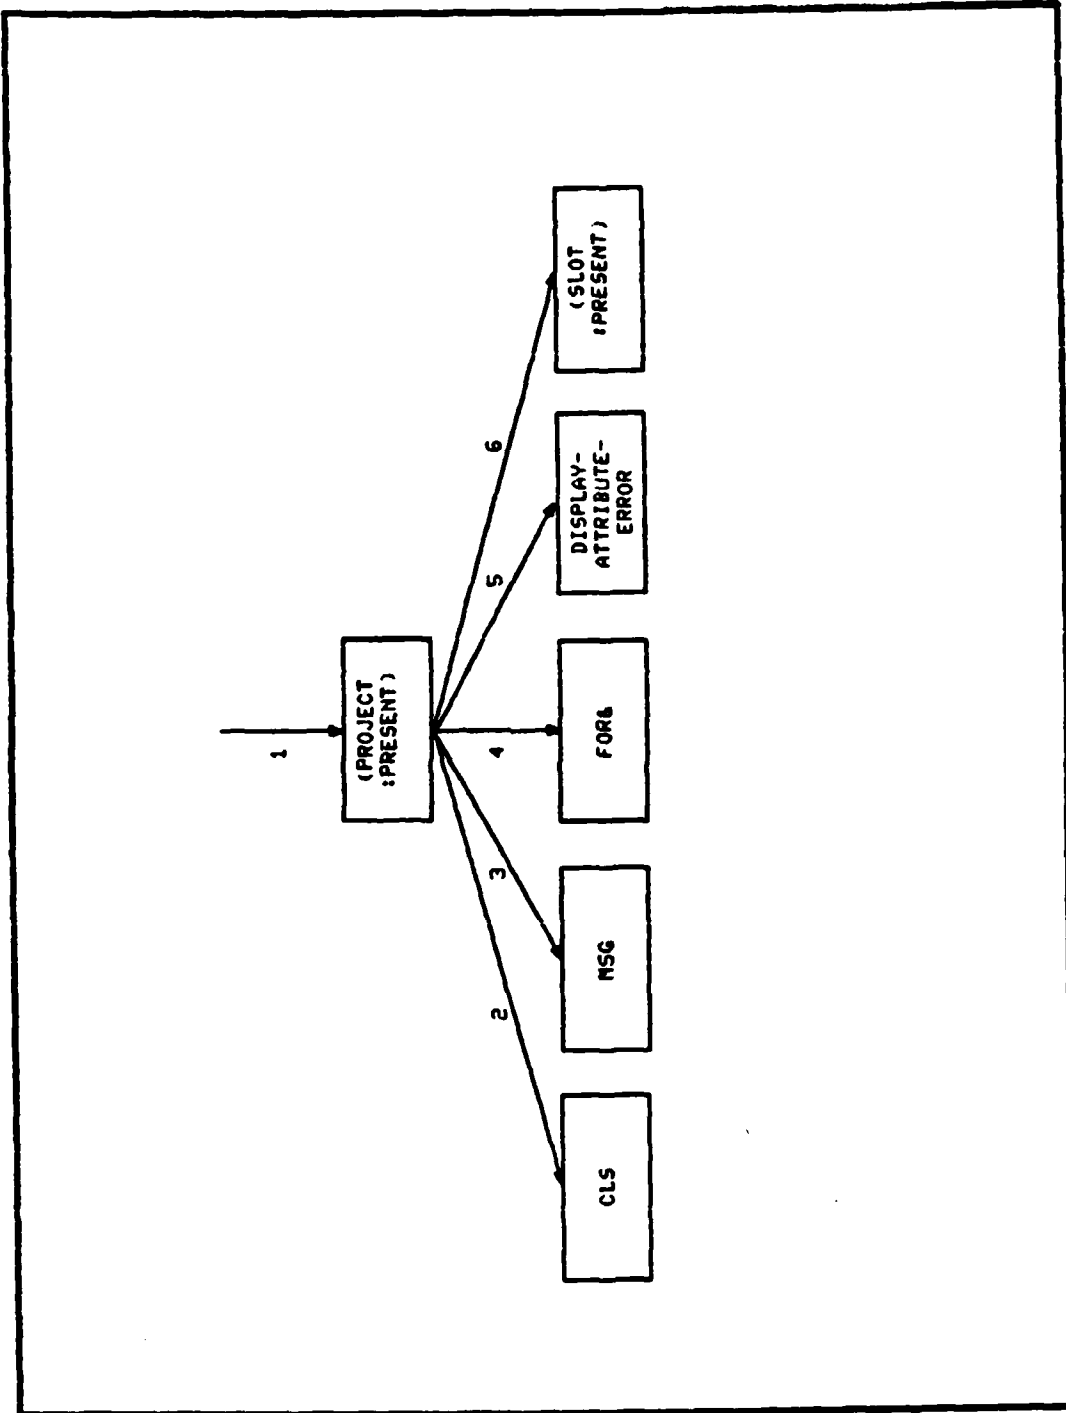 1
(PROJECT
:PRESENT)
2
3
4
5
6
CLS
MSG
FOR&
DISPLAY-
ATTRIBUTE-
ERROR
(SLOT
:PRESENT)